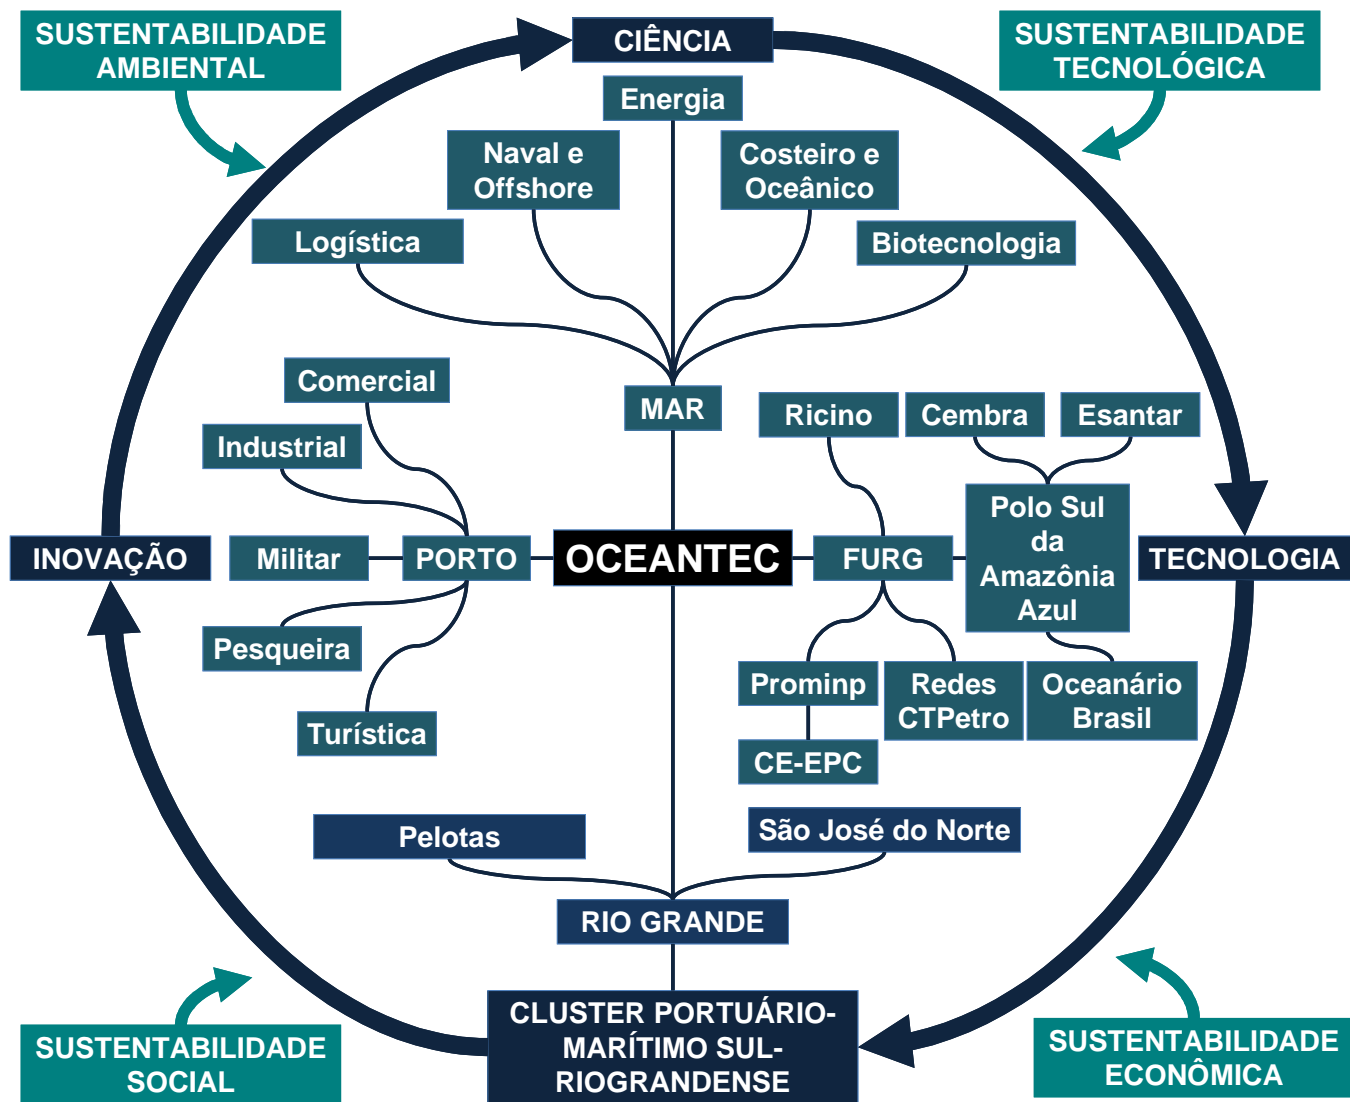 SUSTENTABILIDADE
AMBIENTAL
CIÊNCIA
SUSTENTABILIDADE
TECNOLÓGICA
Energia
Naval e
Offshore
Costeiro e
Oceânico
Logística
Biotecnologia
Comercial
MAR
Ricino
Cembra
Esantar
Industrial
INOVAÇÃO
Militar
PORTO
OCEANTEC
FURG
Polo Sul
da
Amazônia
Azul
TECNOLOGIA
Pesqueira
Turística
Prominp
Redes
CTPetro
Oceanário
Brasil
CE-EPC
Pelotas
São José do Norte
RIO GRANDE
CLUSTER PORTUÁRIO-
MARÍTIMO SUL-
RIOGRANDENSE
SUSTENTABILIDADE
SOCIAL
SUSTENTABILIDADE
ECONÔMICA